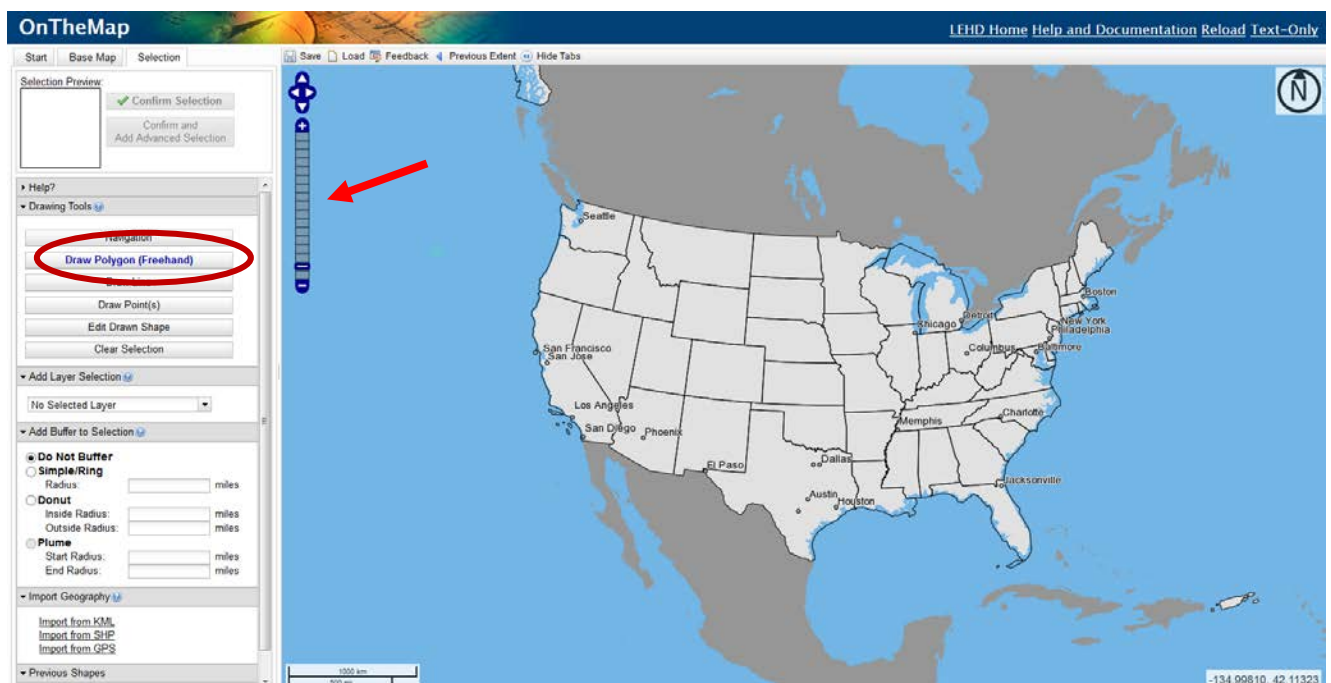 OnTheMap
LEHD Home Help and Documentation Reload Text-Only
Start Base Map Selection
Save Load Feedback Previous Extent Hide Tabs
Selection Preview:
Confirm Selection
Confirm and
Add Advanced Selection
Help?
Drawing Tools
Navigation
Draw Polygon (Freehand)
Draw Point(s)
Edit Drawn Shape
Clear Selection
Add Layer Selection
No Selected Layer
Add Buffer to Selection
Do Not Buffer
Simple/Ring
Radius: miles
Donut
Inside Radius: miles
Outside Radius: miles
Plume
Start Radius: miles
End Radius: miles
Import Geography
Import from KML
Import from SHP
Import from GPS
Previous Shapes
N
Seattle
Boston
Detroit
Chicago
New York
Philadelphia
Columbus
Baltimore
San Francisco
San Jose
Los Angeles
San Diego
Phoenix
Memphis
Charlotte
El Paso
Dallas
Jacksonville
Austin
Houston
1000 km
500 mi
-134.99810, 42.11323